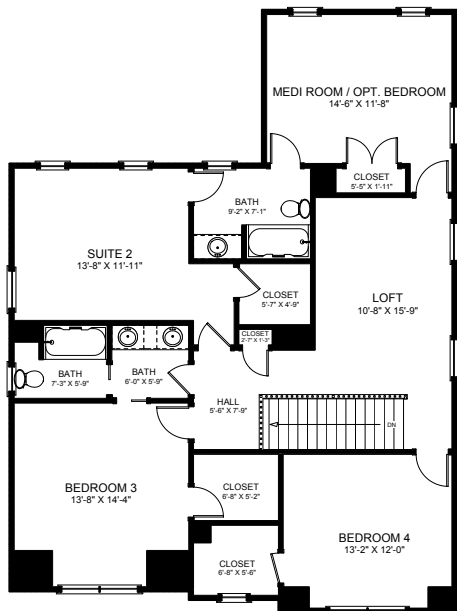 MEDI ROOM / OPT. BEDROOM
14'-6" X 11'-8"
CLOSET
5'-5" X 1'-11"
BATH
9'-2" X 7'-1"
SUITE 2
13'-8" X 11'-11"
CLOSET
5'-7" X 4'-9"
LOFT
10'-8" X 15'-9"
CLOSET
2'-7" X 1'-3"
BATH
7'-3" X 5'-9"
BATH
6'-0" X 5'-9"
HALL
5'-6" X 7'-9"
DN
BEDROOM 3
13'-8" X 14'-4"
CLOSET
6'-8" X 5'-2"
BEDROOM 4
13'-2" X 12'-0"
CLOSET
6'-8" X 5'-6"